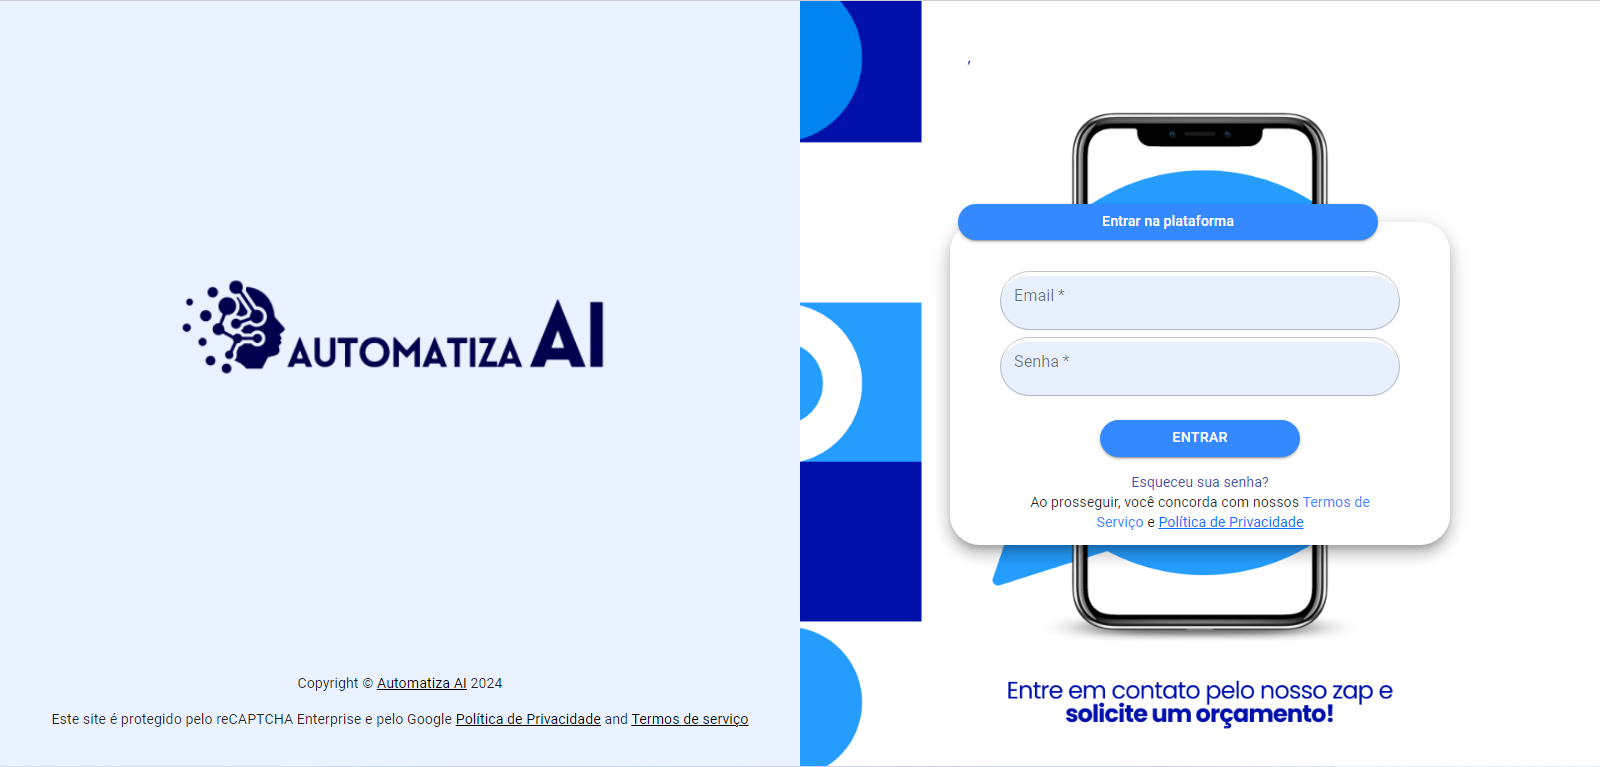 AUTOMATIZA AI
Copyright © Automatiza AI 2024
Este site é protegido pelo reCAPTCHA Enterprise e pelo Google Política de Privacidade and Termos de serviço
,
Entrar na plataforma
Email *
Senha *
ENTRAR
Esqueceu sua senha?
Ao prosseguir, você concorda com nossos Termos de
Serviço e Política de Privacidade
Entre em contato pelo nosso zap e
solicite um orçamento!